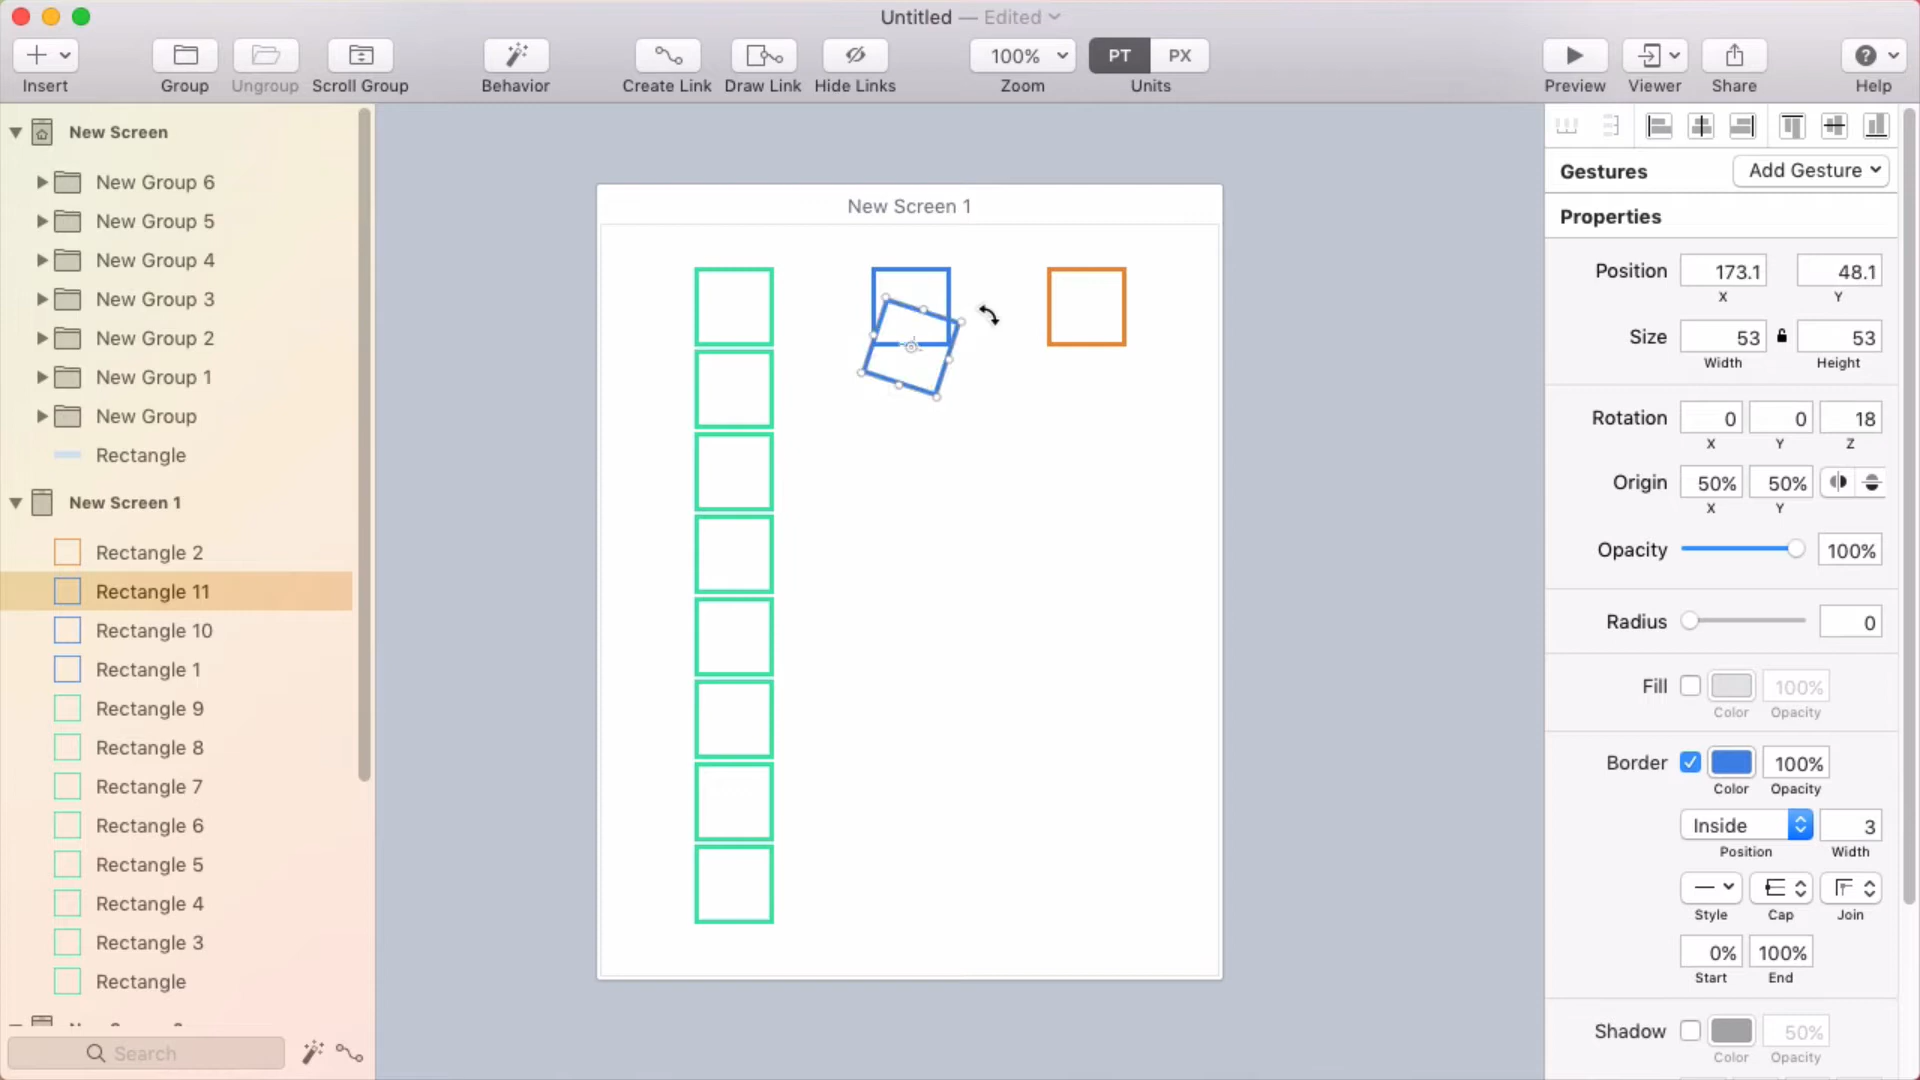 Untitled — Edited
Insert
Group
Ungroup
Scroll Group
Behavior
Create Link
Draw Link
Hide Links
100%
Zoom
PT
PX
Units
Preview
Viewer
Share
? 
Help
New Screen
New Group 6
New Group 5
New Group 4
New Group 3
New Group 2
New Group 1
New Group
Rectangle
New Screen 1
Rectangle 2
Rectangle 11
Rectangle 10
Rectangle 1
Rectangle 9
Rectangle 8
Rectangle 7
Rectangle 6
Rectangle 5
Rectangle 4
Rectangle 3
Rectangle
Search
New Screen 1
Gestures
Add Gesture
Properties
Position 173.1 48.1
X Y
Size 53 53
Width Height
Rotation 0 0 18
X Y Z
Origin 50% 50%
X Y
Opacity 100%
Radius 0
Fill 100%
Color Opacity
Border 100%
Color Opacity
Inside 3
Position Width
Style Cap Join
0% 100%
Start End
Shadow 50%
Color Opacity